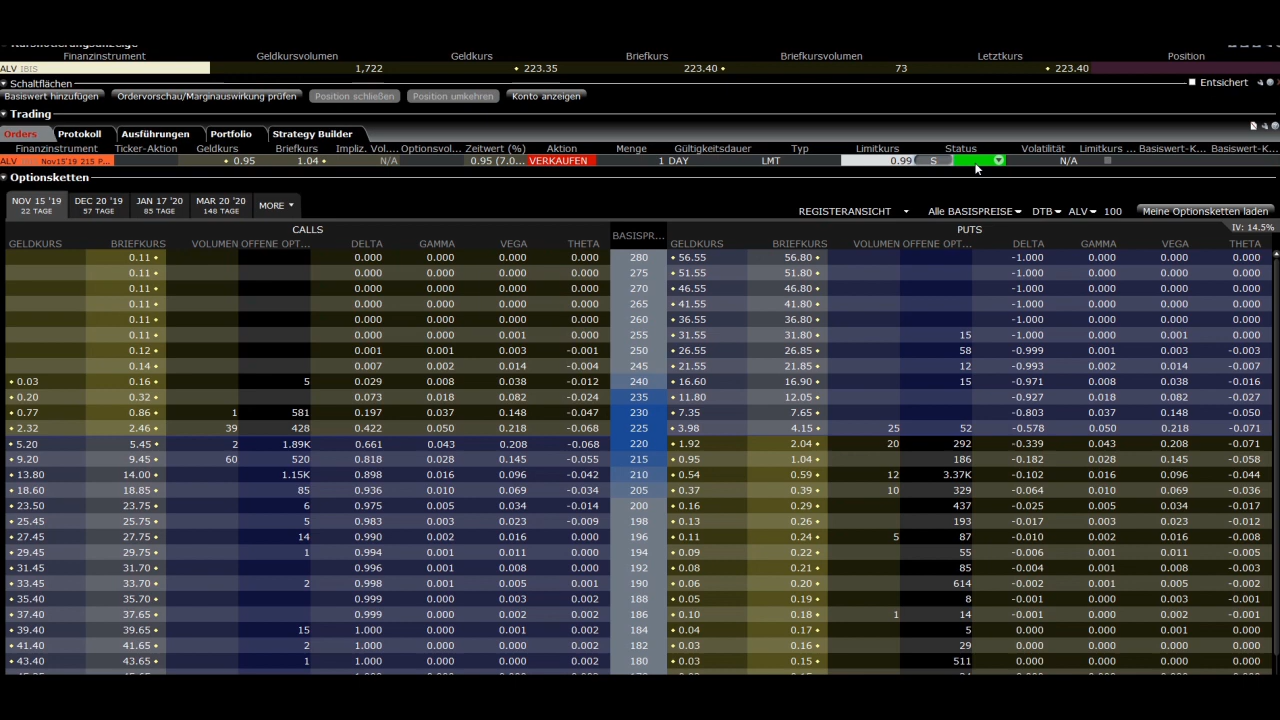 Finanzinstrument Geldkursvolumen Geldkurs Briefkurs Briefkursvolumen Letztkurs Position
ALV IBIS 1,722 223.35 223.40 73 223.40
Schaltflächen Entsichert
Basiswert hinzufügen Ordervorschau/Marginauswirkung prüfen Position schließen Position umkehren Konto anzeigen
Trading
Orders Protokoll Ausführungen Portfolio Strategy Builder
Finanzinstrument Ticker-Aktion Geldkurs Briefkurs Impliz. Vol... Optionsvol... Zeitwert (%) Aktion Menge Gültigkeitsdauer Typ Limitkurs Status Volatilität Limitkurs ... Basiswert-K... Basiswert-K...
ALV Nov15'19 215 P... 0.95 1.04 N/A 0.95 (7.0... VERKAUFEN 1 DAY LMT 0.99 S N/A
Optionsketten
NOV 15 '19 DEC 20 '19 JAN 17 '20 MAR 20 '20 MORE
22 TAGE 57 TAGE 85 TAGE 148 TAGE
REGISTERANSICHT Alle BASISPREISE DTB ALV 100 Meine Optionsketten laden
CALLS PUTS IV: 14.5%
GELDKURS BRIEFKURS VOLUMEN OFFENE OPT... DELTA GAMMA VEGA THETA BASISPR... GELDKURS BRIEFKURS VOLUMEN OFFENE OPT... DELTA GAMMA VEGA THETA
0.11 0.000 0.000 0.000 0.000 280 56.55 56.80 -1.000 0.000 0.000 0.000
0.11 0.000 0.000 0.000 0.000 275 51.55 51.80 -1.000 0.000 0.000 0.000
0.11 0.000 0.000 0.000 0.000 270 46.55 46.80 -1.000 0.000 0.000 0.000
0.11 0.000 0.000 0.000 0.000 265 41.55 41.80 -1.000 0.000 0.000 0.000
0.11 0.000 0.000 0.000 0.000 260 36.55 36.80 -1.000 0.000 0.000 0.000
0.11 0.000 0.000 0.001 0.000 255 31.55 31.80 15 -1.000 0.000 0.001 0.000
0.12 0.001 0.001 0.003 -0.001 250 26.55 26.85 58 -0.999 0.001 0.003 -0.003
0.14 0.007 0.002 0.014 -0.004 245 21.55 21.85 12 -0.993 0.002 0.014 -0.007
0.03 0.16 5 0.029 0.008 0.038 -0.012 240 16.60 16.90 15 -0.971 0.008 0.038 -0.016
0.20 0.32 0.073 0.018 0.082 -0.024 235 11.80 12.05 -0.927 0.018 0.082 -0.027
0.77 0.86 1 581 0.197 0.037 0.148 -0.047 230 7.35 7.65 -0.803 0.037 0.148 -0.050
2.32 2.46 39 428 0.422 0.050 0.218 -0.068 225 3.98 4.15 25 52 -0.578 0.050 0.218 -0.071
5.20 5.45 2 1.89K 0.661 0.043 0.208 -0.068 220 1.92 2.04 20 292 -0.339 0.043 0.208 -0.071
9.20 9.45 60 520 0.818 0.028 0.145 -0.055 215 0.95 1.04 186 -0.182 0.028 0.145 -0.058
13.80 14.00 1.15K 0.898 0.016 0.096 -0.042 210 0.54 0.59 12 3.37K -0.102 0.016 0.096 -0.044
18.60 18.85 85 0.936 0.010 0.069 -0.034 205 0.37 0.39 10 329 -0.064 0.010 0.069 -0.036
23.50 23.75 6 0.975 0.005 0.034 -0.014 200 0.16 0.29 437 -0.025 0.005 0.034 -0.018
25.45 25.75 5 0.983 0.003 0.023 -0.009 198 0.13 0.26 193 -0.017 0.003 0.023 -0.012
27.45 27.75 14 0.990 0.002 0.016 0.000 196 0.11 0.24 5 87 -0.010 0.002 0.016 -0.008
29.45 29.75 1 0.994 0.001 0.011 0.000 194 0.09 0.22 55 -0.006 0.001 0.011 -0.005
31.45 31.70 0.996 0.001 0.008 0.000 192 0.08 0.21 85 -0.004 0.001 0.008 -0.003
33.45 33.70 2 0.998 0.001 0.005 0.001 190 0.06 0.20 614 -0.002 0.001 0.005 -0.002
35.40 35.70 0.999 0.000 0.003 0.002 188 0.05 0.19 8 -0.001 0.000 0.003 -0.001
37.40 37.65 0.999 0.000 0.002 0.002 186 0.10 0.18 1 14 -0.001 0.000 0.002 -0.001
39.40 39.65 15 1.000 0.000 0.001 0.002 184 0.04 0.17 5 0.000 0.000 0.001 0.000
41.40 41.65 2 1.000 0.000 0.001 0.002 182 0.03 0.16 29 0.000 0.000 0.001 0.000
43.40 43.65 1 1.000 0.000 0.000 0.002 180 0.03 0.15 511 0.000 0.000 0.000 0.000